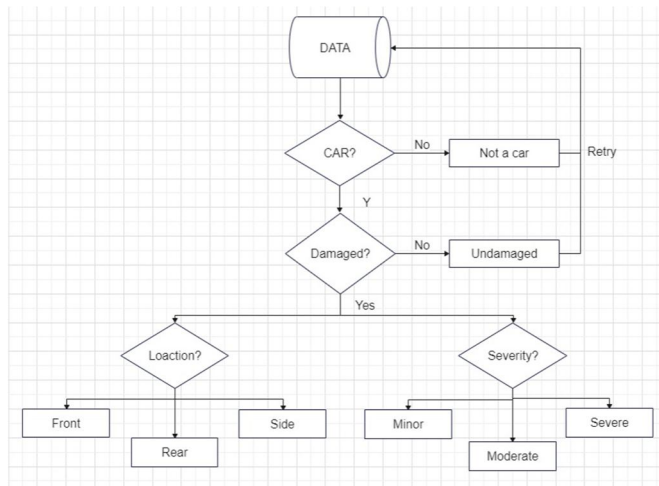 DATA
CAR?
No
Not a car
Retry
Y
Damaged?
No
Undamaged
Yes
Loaction?
Severity?
Front
Side
Minor
Severe
Rear
Moderate